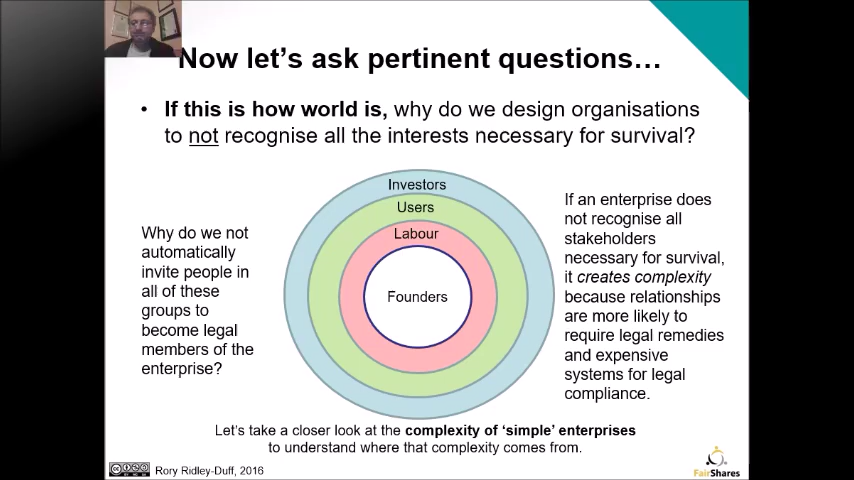 Now let's ask pertinent questions…
• If this is how world is, why do we design organisations
to not recognise all the interests necessary for survival?
Why do we not
automatically
invite people in
all of these
groups to
become legal
members of the
enterprise?
Investors
Users
Labour
Founders
If an enterprise does
not recognise all
stakeholders
necessary for survival,
it creates complexity
because relationships
are more likely to
require legal remedies
and expensive
systems for legal
compliance.
Let's take a closer look at the complexity of 'simple' enterprises
to understand where that complexity comes from.
Rory Ridley-Duff, 2016
FairShares